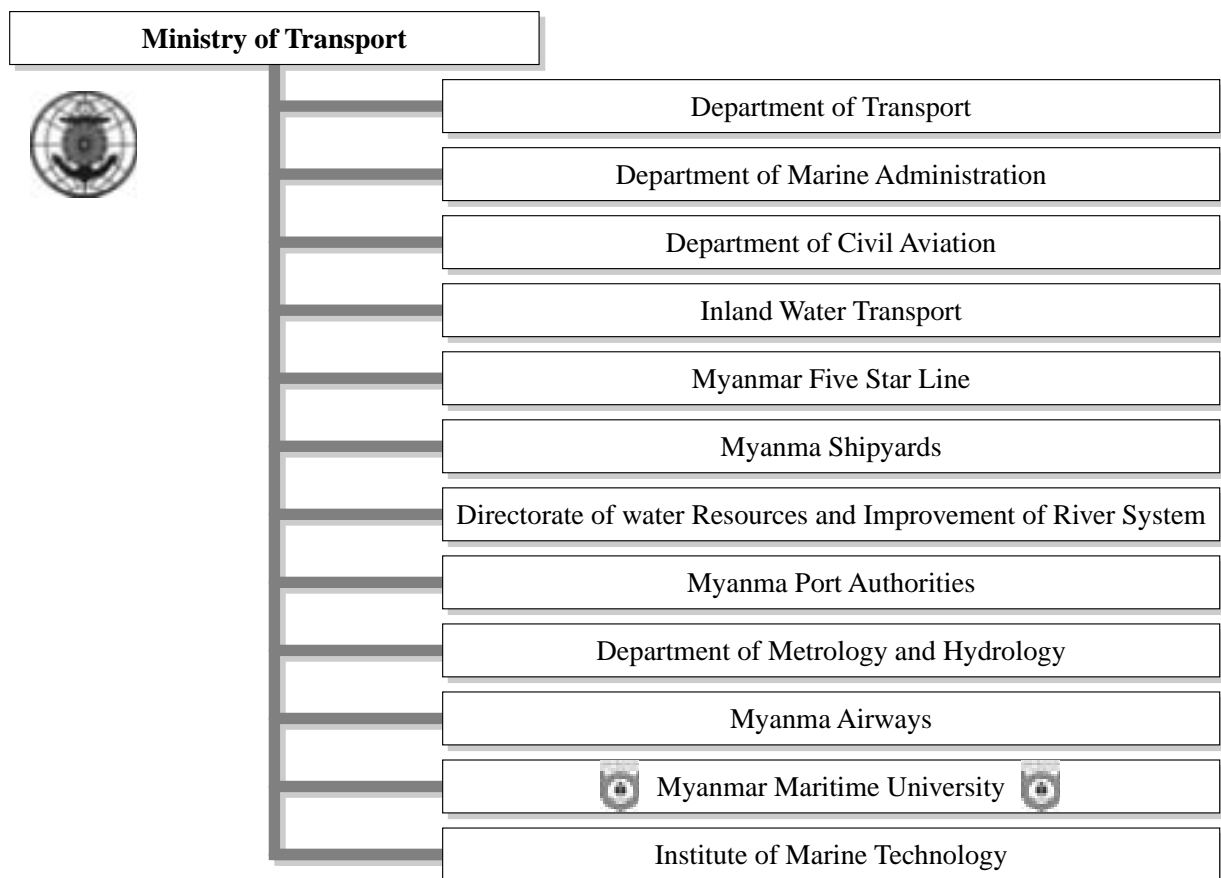 Ministry of Transport
Department of Transport
Department of Marine Administration
Department of Civil Aviation
Inland Water Transport
Myanmar Five Star Line
Myanma Shipyards
Directorate of water Resources and Improvement of River System
Myanma Port Authorities
Department of Metrology and Hydrology
Myanma Airways
Myanmar Maritime University
Institute of Marine Technology